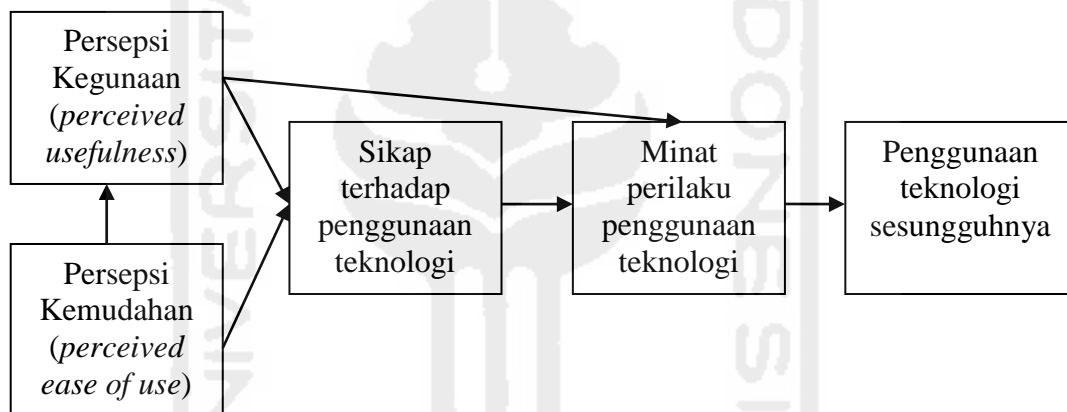 Persepsi
Kegunaan
(perceived
usefulness)
Persepsi
Kemudahan
(perceived
ease of use)
Sikap
terhadap
penggunaan
teknologi
Minat
perilaku
penggunaan
teknologi
Penggunaan
teknologi
sesungguhnya